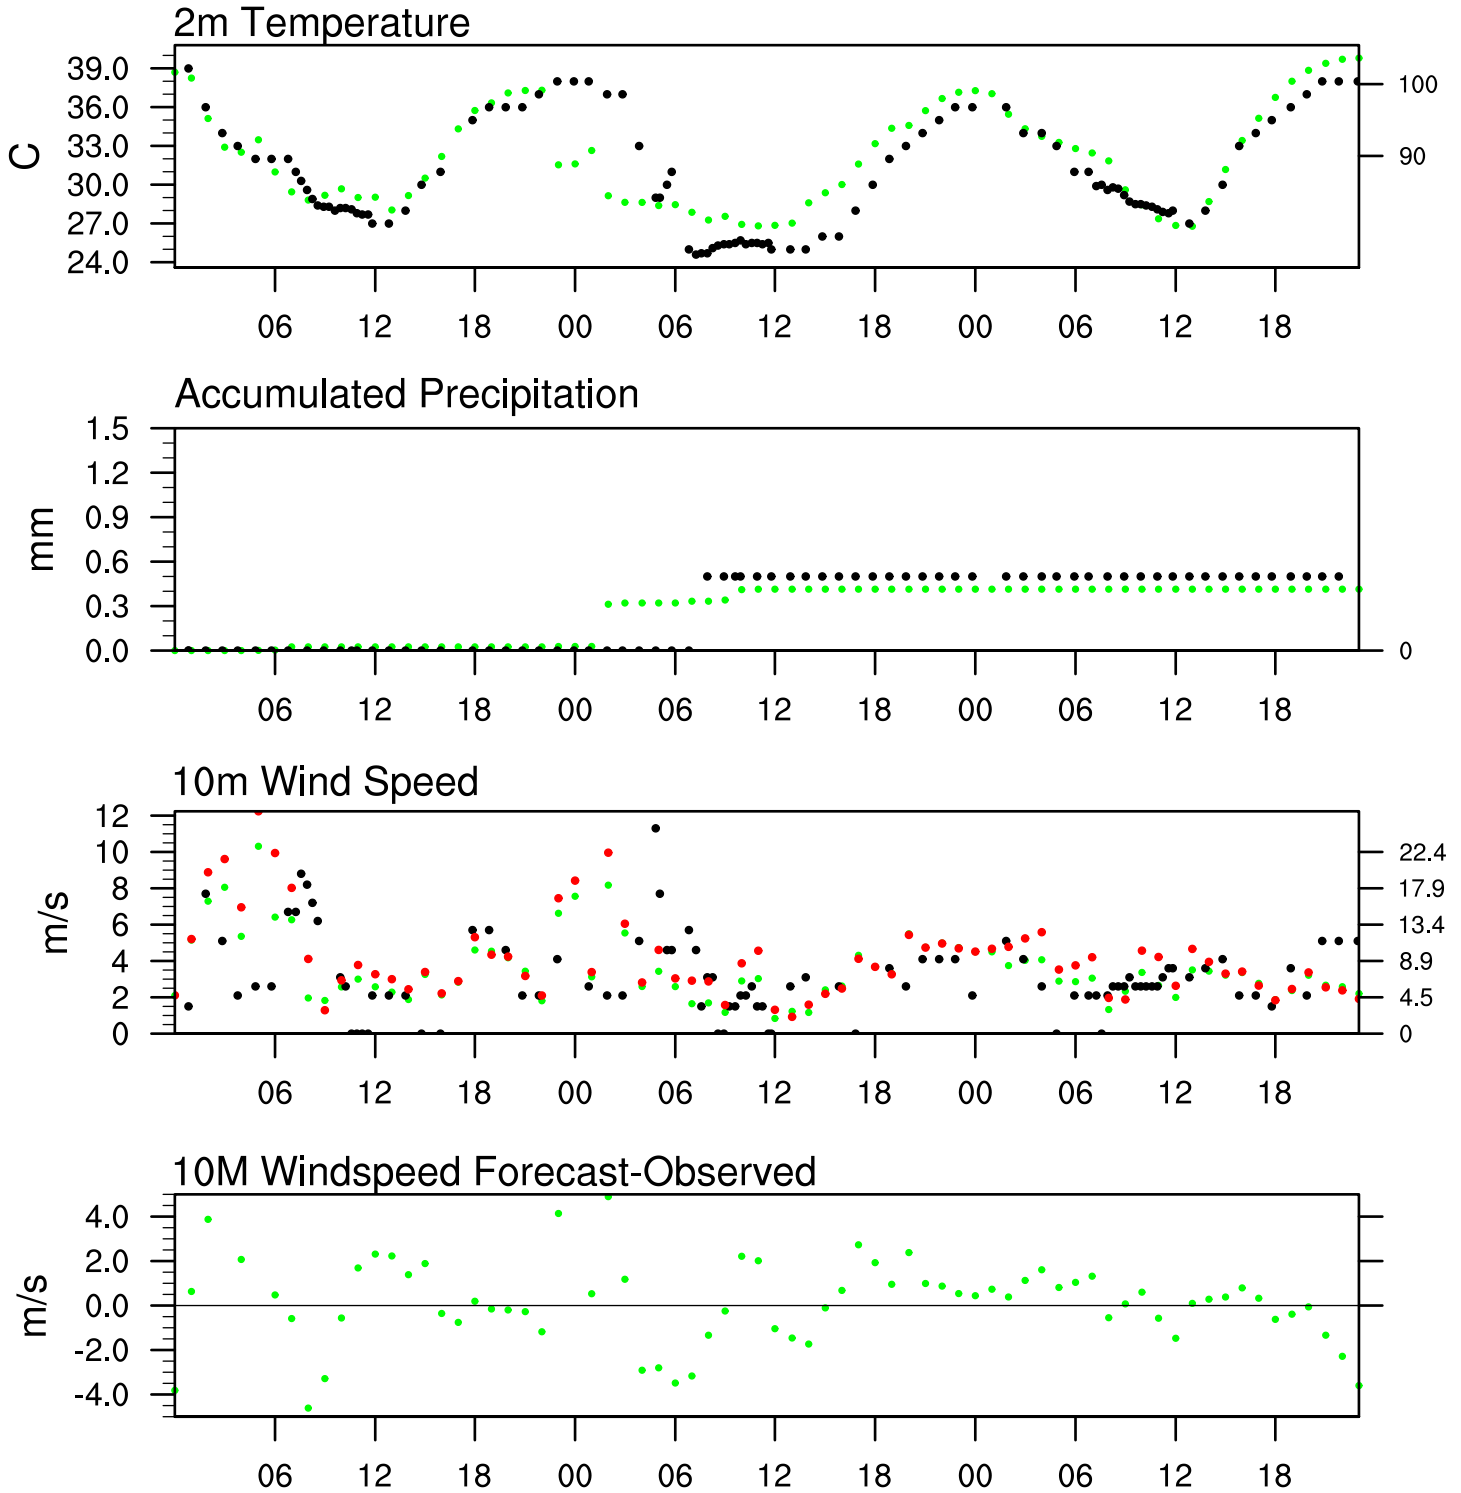 2m Temperature
39.0
36.0
33.0
30.0
27.0
24.0
C
100
90
06 12 18 00 06 12 18 00 06 12 18
Accumulated Precipitation
1.5
1.2
0.9
0.6
0.3
0.0
mm
0
06 12 18 00 06 12 18 00 06 12 18
10m Wind Speed
12
10
8
6
4
2
0
m/s
22.4
17.9
13.4
8.9
4.5
0
06 12 18 00 06 12 18 00 06 12 18
10M Windspeed Forecast-Observed
4.0
2.0
0.0
-2.0
-4.0
m/s
06 12 18 00 06 12 18 00 06 12 18